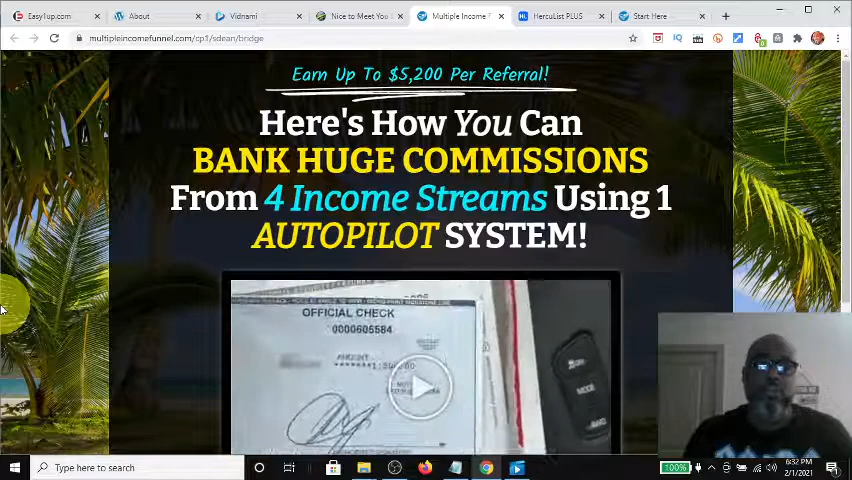 Easy1up.com
About
Vidnami
Nice to Meet You
Multiple Income
HercuList PLUS
Start Here
multipleincomefunnel.com/cp1/sdean/bridge
Earn Up To $5,200 Per Referral!
Here's How You Can
BANK HUGE COMMISSIONS
From 4 Income Streams Using 1
AUTOPILOT SYSTEM!
OFFICIAL CHECK
0000605584
AMOUNT
MODE
Type here to search
100%
6:32 PM
2/1/2021